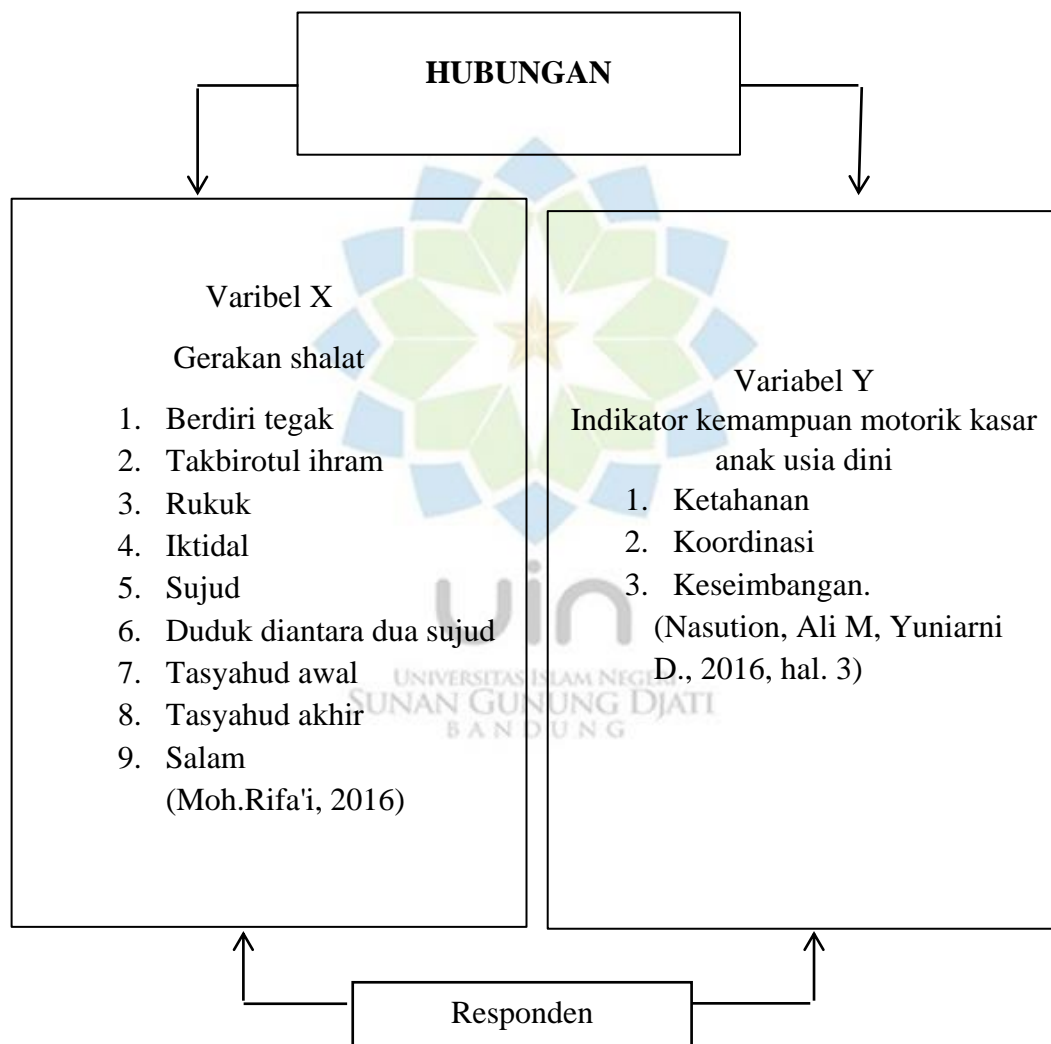 HUBUNGAN
Varibel X
Gerakan shalat
1. Berdiri tegak
2. Takbirotul ihram
3. Rukuk
4. Iktidal
5. Sujud
6. Duduk diantara dua sujud
7. Tasyahud awal
8. Tasyahud akhir
9. Salam
(Moh.Rifa'i, 2016)
Variabel Y
Indikator kemampuan motorik kasar
anak usia dini
1. Ketahanan
2. Koordinasi
3. Keseimbangan.
(Nasution, Ali M, Yuniarni
D., 2016, hal. 3)
uin
UNIVERSITAS ISLAM NEGERI
SUNAN GUNUNG DJATI
BANDUNG
Responden